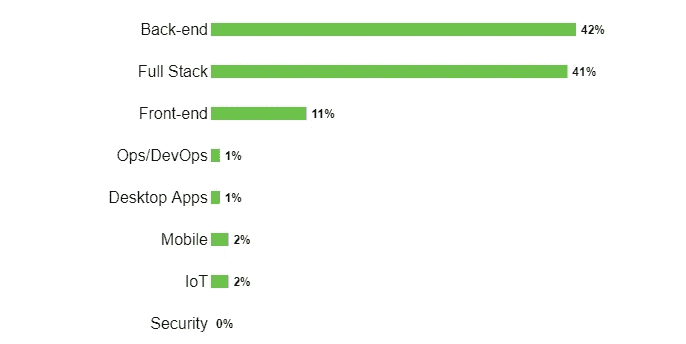 Back-end 42%
Full Stack 41%
Front-end 11%
Ops/DevOps 1%
Desktop Apps 1%
Mobile 2%
IoT 2%
Security 0%